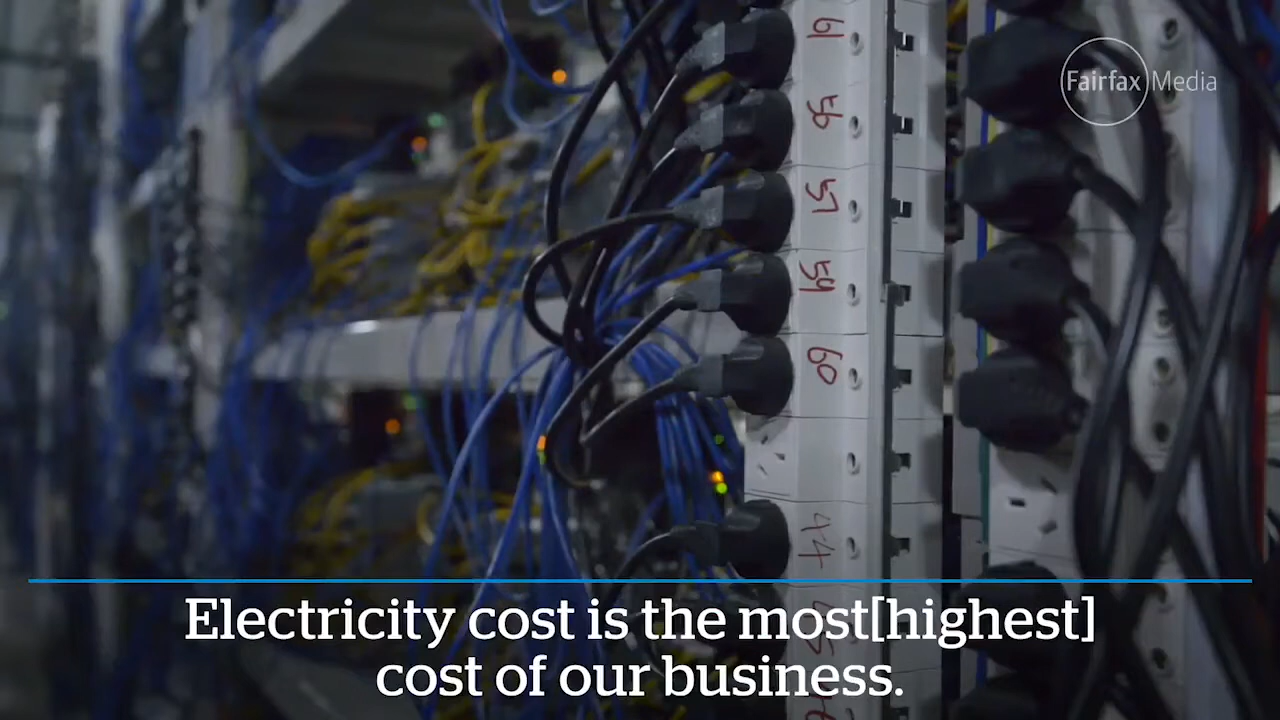 Fairfax Media
61
56
57
59
60
44
Electricity cost is the most[highest]
cost of our business.